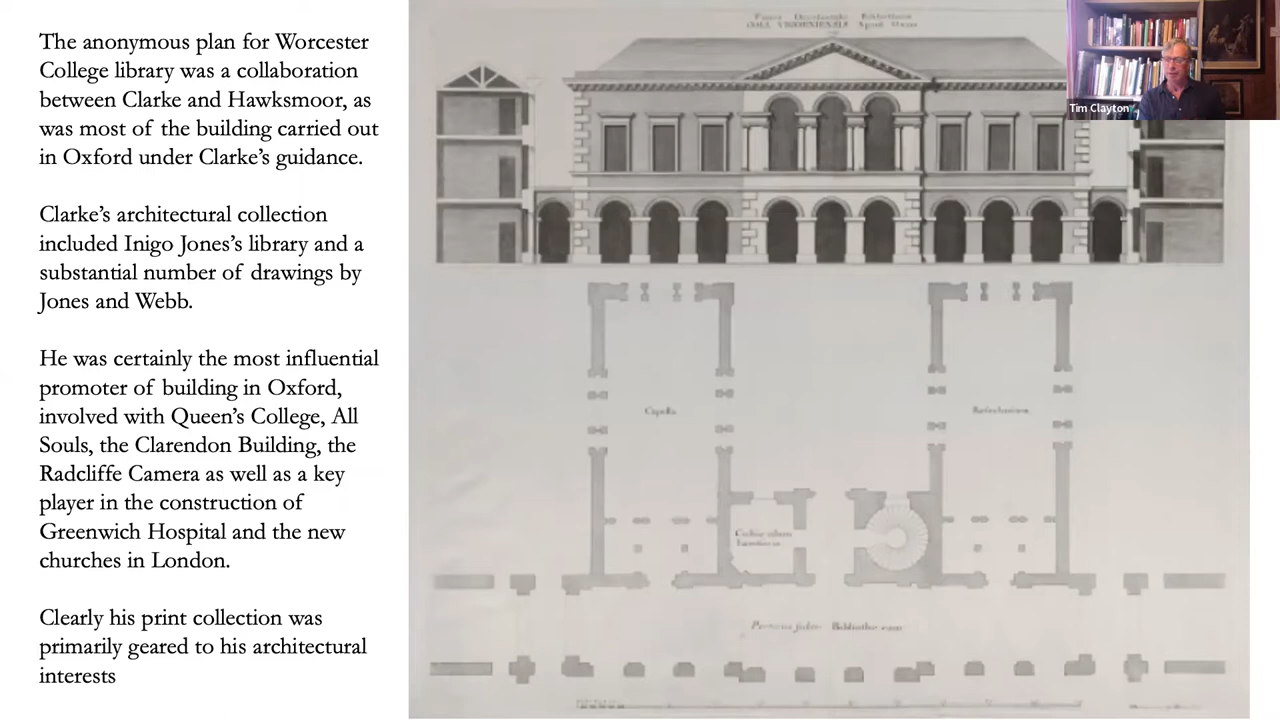 The anonymous plan for Worcester
College library was a collaboration
between Clarke and Hawksmoor, as
was most of the building carried out
in Oxford under Clarke's guidance.
Clarke's architectural collection
included Inigo Jones's library and a
substantial number of drawings by
Jones and Webb.
He was certainly the most influential
promoter of building in Oxford,
involved with Queen's College, All
Souls, the Clarendon Building, the
Radcliffe Camera as well as a key
player in the construction of
Greenwich Hospital and the new
churches in London.
Clearly his print collection was
primarily geared to his architectural
interests
COLL VIGORNIENSIS
Tim Clayton
Capella